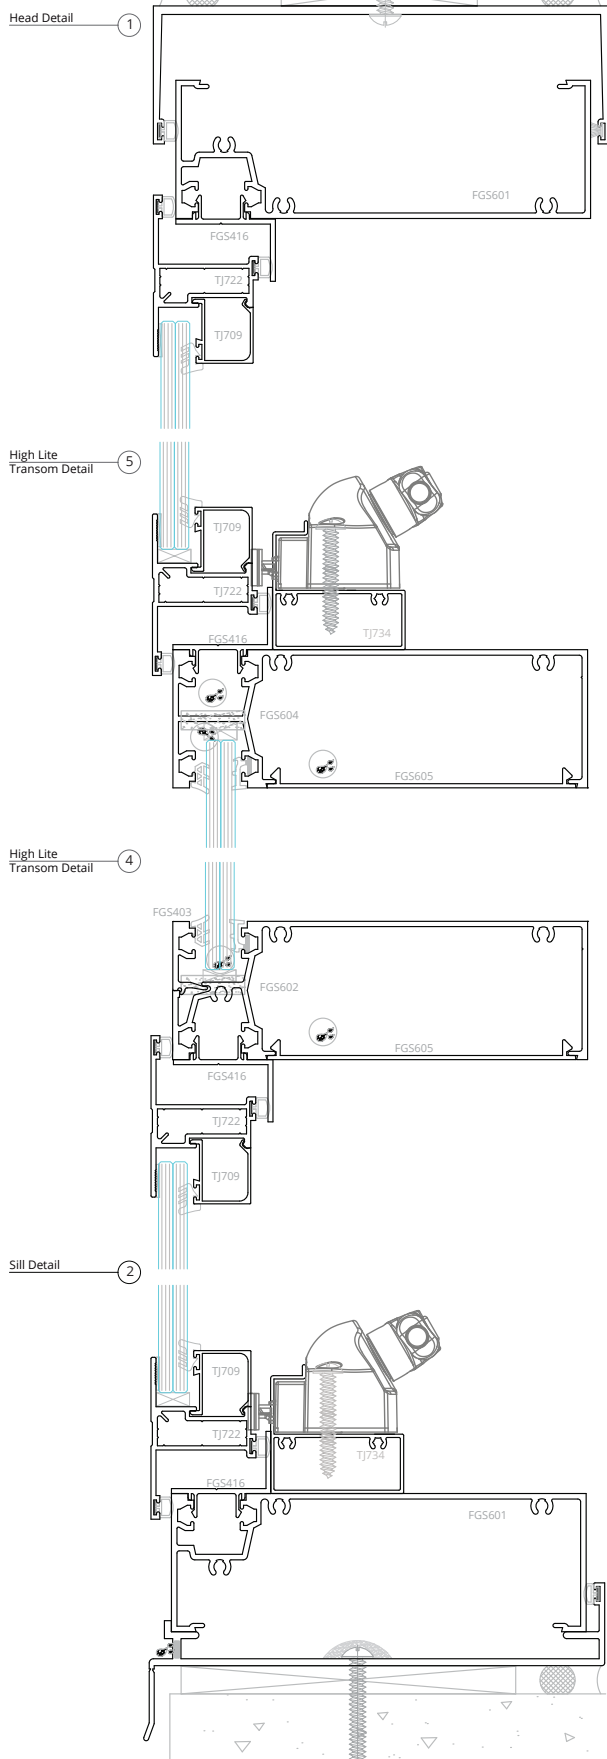 Head Detail
1
FGS601
FGS416
TJ722
TJ709
High Lite
Transom Detail
5
TJ709
TJ722
TJ734
FGS416
FGS604
FGS605
High Lite
Transom Detail
4
FGS403
FGS602
FGS605
FGS416
TJ722
TJ709
Sill Detail
2
TJ709
TJ722
TJ734
FGS416
FGS601